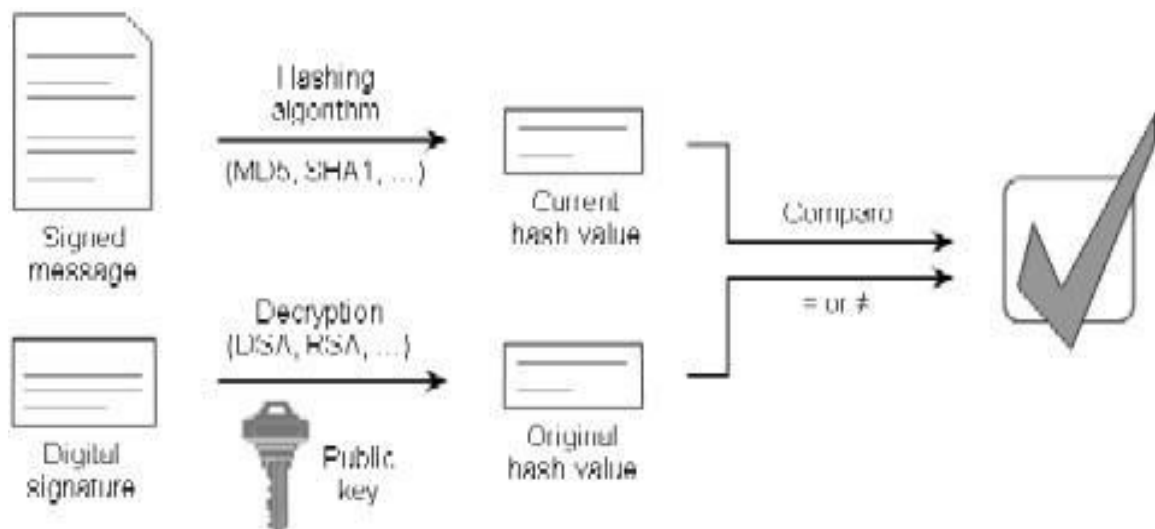 Hashing
algorithm
(MD5, SHA1, ...)
Signed
message
Current
hash value
Compare
= or ≠
Decryption
(DSA, RSA, ...)
Digital
signature
Public
key
Original
hash value